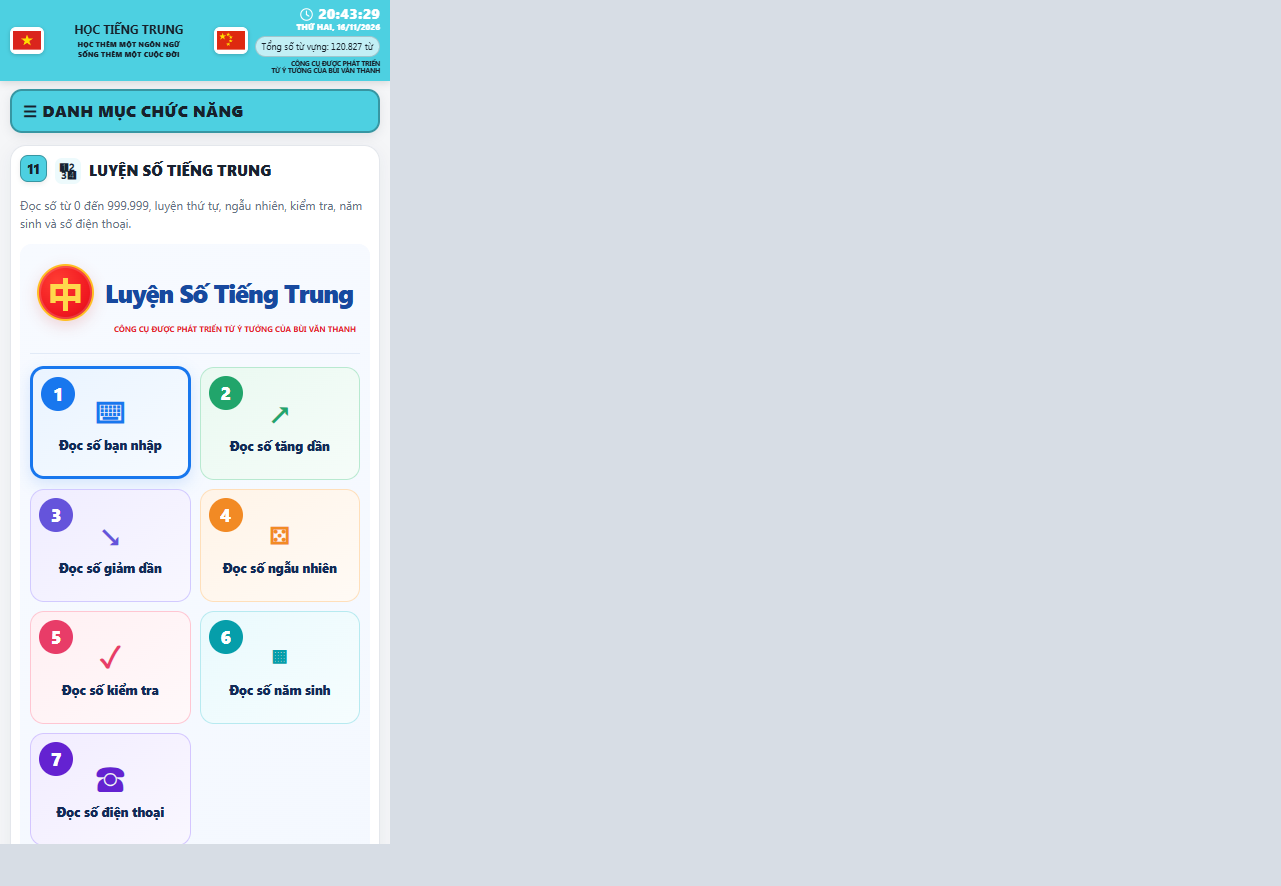 HỌC TIẾNG TRUNG
HỌC THÊM MỘT NGÔN NGỮ
SỐNG THÊM MỘT CUỘC ĐỜI
20:43:29
THỨ HAI, 16/11/2026
Tổng số từ vựng: 120.827 từ
CÔNG CỤ ĐƯỢC PHÁT TRIỂN
TỪ Ý TƯỞNG CỦA BÙI VĂN THANH
☰ DANH MỤC CHỨC NĂNG
11 🔢 LUYỆN SỐ TIẾNG TRUNG
Đọc số từ 0 đến 999.999, luyện thứ tự, ngẫu nhiên, kiểm tra, năm
sinh và số điện thoại.
中 Luyện Số Tiếng Trung
CÔNG CỤ ĐƯỢC PHÁT TRIỂN TỪ Ý TƯỞNG CỦA BÙI VĂN THANH
1
Đọc số bạn nhập
2
Đọc số tăng dần
3
Đọc số giảm dần
4
Đọc số ngẫu nhiên
5
Đọc số kiểm tra
6
Đọc số năm sinh
7
Đọc số điện thoại